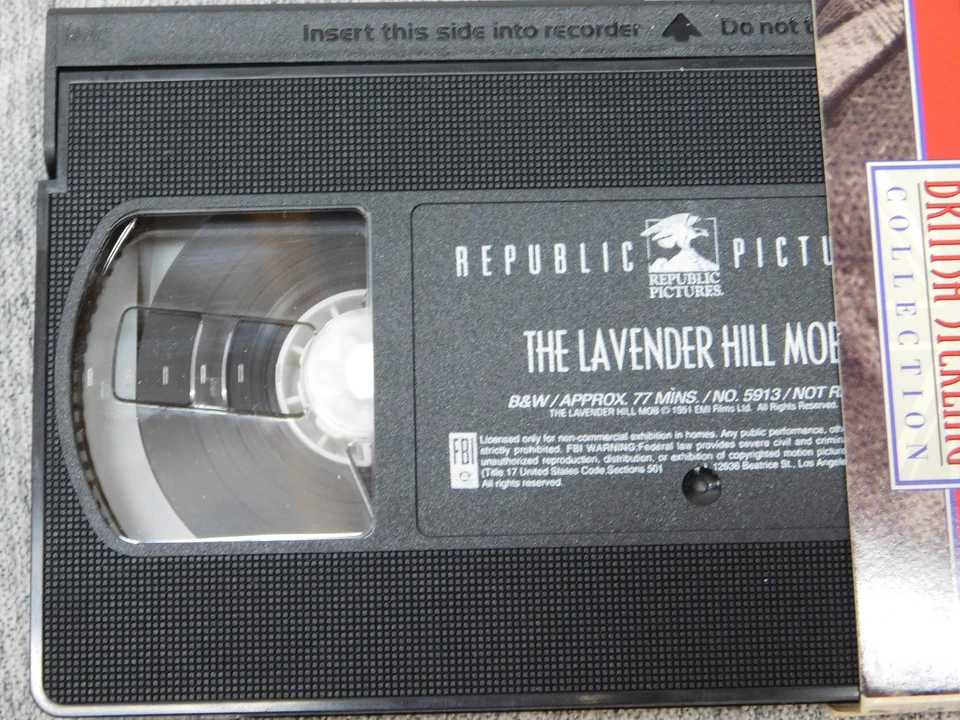 Insert this side into recorder Do not t
REPUBLIC PICTU
REPUBLIC
PICTURES.
THE LAVENDER HILL MOB
B&W / APPROX. 77 MINS. / NO. 5913 / NOT R
THE LAVENDER HILL MOB © 1951 EMI Films Ltd. All Rights Reserved.
FBI
Licensed only for non-commercial exhibition in homes. Any public performance, oth
strictly prohibited. FBI WARNING:Federal law provides severe civil and crimin
unauthorized reproduction, distribution, or exhibition of copyrighted motion picture
(Title 17 United States Code,Sections 501 12636 Beatrice St., Los Angele
All rights reserved.
COLLECTION